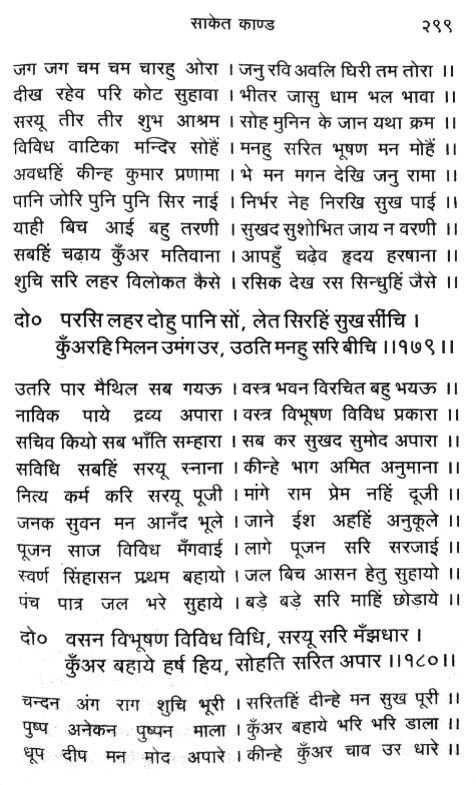 साकेत काण्ड २९९
जग जग चम चम चारहु ओरा । जनु रवि अवलि घिरी तम तोरा ।।
दीख रहेव परि कोट सुहावा । भीतर जासु धाम भल भावा ।।
सरयू तीर तीर शुभ आश्रम । सोह मुनिन के जान यथा क्रम ।।
विविध वाटिका मन्दिर सोहैं । मनहु सरित भूषण मन मोहैं ।।
अवधहिं कीन्ह कुमार प्रणामा । भे मन मगन देखि जनु रामा ।।
पानि जोरि पुनि पुनि सिर नाई । निर्भर नेह निरखि सुख पाई ।।
याही बिच आई बहु तरणी । सुखद सुशोभित जाय न वरणी ।।
सबहिं चढ़ाय कुँअर मतिवाना । आपहुँ चढ़ेव हृदय हरषाना ।।
शुचि सरि लहर विलोकत कैसे । रसिक देख रस सिन्धुहिं जैसे ।।
दो० परसि लहर दोहु पानि सों, लेत सिरहिं सुख सींचि ।
कुँअरहि मिलन उमंग उर, उठति मनहु सरि बीचि ।।१७९।।
उतरि पार मैथिल सब गयऊ । वस्त्र भवन विरचित बहु भयऊ ।।
नाविक पाये द्रव्य अपारा । वस्त्र विभूषण विविध प्रकारा ।।
सचिव कियो सब भाँति सम्हारा । सब कर सुखद सुमोद अपारा ।।
सविधि सबहिं सरयू स्नाना । कीन्हे भाग अमित अनुमाना ।।
नित्य कर्म करि सरयू पूजी । मांगे राम प्रेम नहिं दूजी ।।
जनक सुवन मन आनँद भूले । जाने ईश अहहिं अनुकूले ।।
पूजन साज विविध मँगवाई । लागे पूजन सरि सरजाई ।।
स्वर्ण सिंहासन प्रथम बहायो । जल बिच आसन हेतु सुहायो ।।
पंच पात्र जल भरे सुहाये । बड़े बड़े सरि माहिं छोड़ाये ।।
दो० वसन विभूषण विविध विधि, सरयू सरि मँझधार ।
कुँअर बहाये हर्ष हिय, सोहति सरित अपार ।।१८०।।
चन्दन अंग राग शुचि भूरी । सरितहिं दीन्हे मन सुख पूरी ।।
पुष्प अनेकन पुष्पन माला । कुँअर बहाये भरि भरि डाला ।।
धूप दीप मन मोद अपारे । कीन्हे कुँअर चाव उर धारे ।।